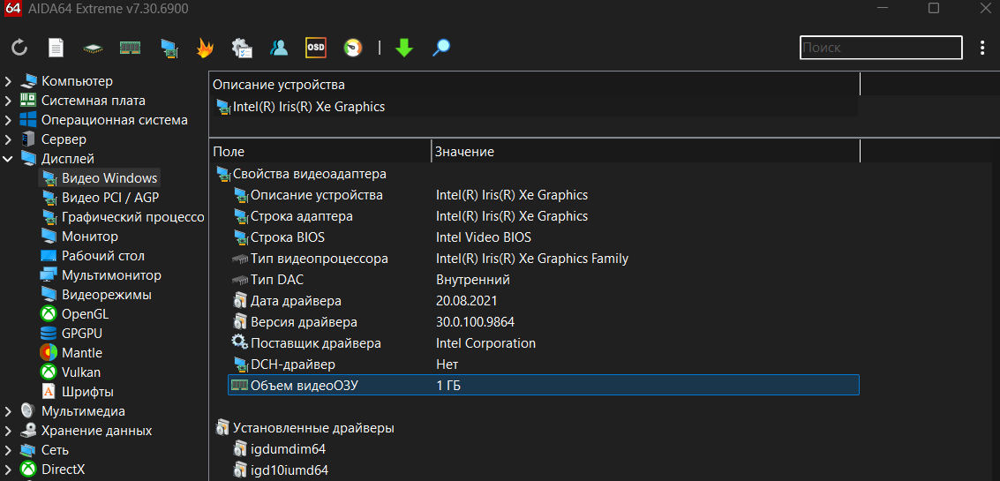 64 AIDA64 Extreme v7.30.6900
OSD
Поиск
Компьютер
Системная плата
Операционная система
Сервер
Дисплей
Видео Windows
Видео PCI / AGP
Графический процессо
Монитор
Рабочий стол
Мультимонитор
Видеорежимы
OpenGL
GPGPU
Mantle
Vulkan
Шрифты
Мультимедиа
Хранение данных
Сеть
DirectX
Описание устройства
Intel(R) Iris(R) Xe Graphics
Поле Значение
Свойства видеоадаптера
Описание устройства Intel(R) Iris(R) Xe Graphics
Строка адаптера Intel(R) Iris(R) Xe Graphics
Строка BIOS Intel Video BIOS
Тип видеопроцессора Intel(R) Iris(R) Xe Graphics Family
Тип DAC Внутренний
Дата драйвера 20.08.2021
Версия драйвера 30.0.100.9864
Поставщик драйвера Intel Corporation
DCH-драйвер Нет
Объем видеоОЗУ 1 ГБ
Установленные драйверы
igdumdim64
igd10iumd64